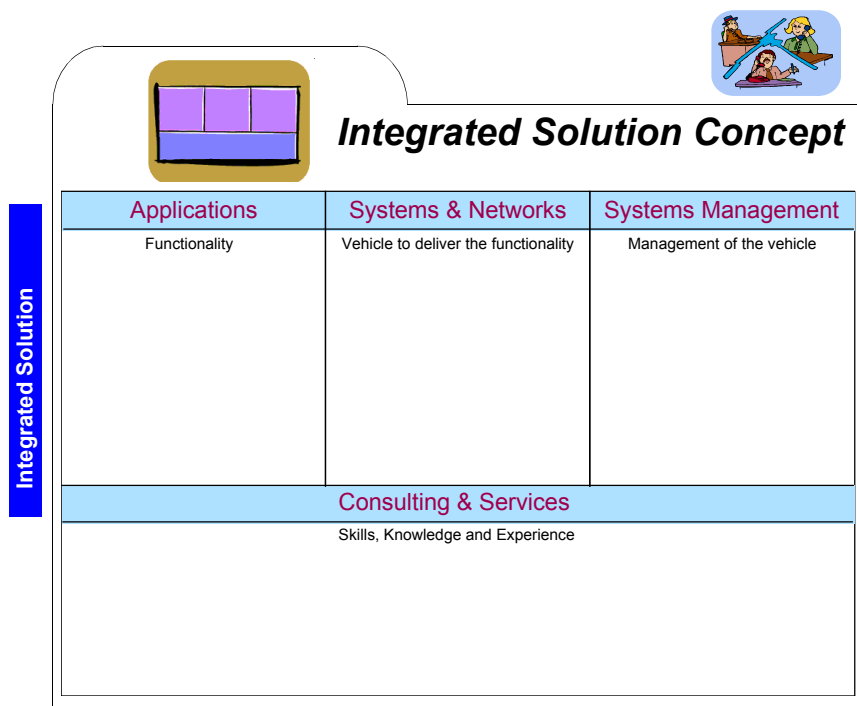 Integrated Solution Concept
Integrated Solution
Applications
Systems & Networks
Systems Management
Functionality
Vehicle to deliver the functionality
Management of the vehicle
Consulting & Services
Skills, Knowledge and Experience